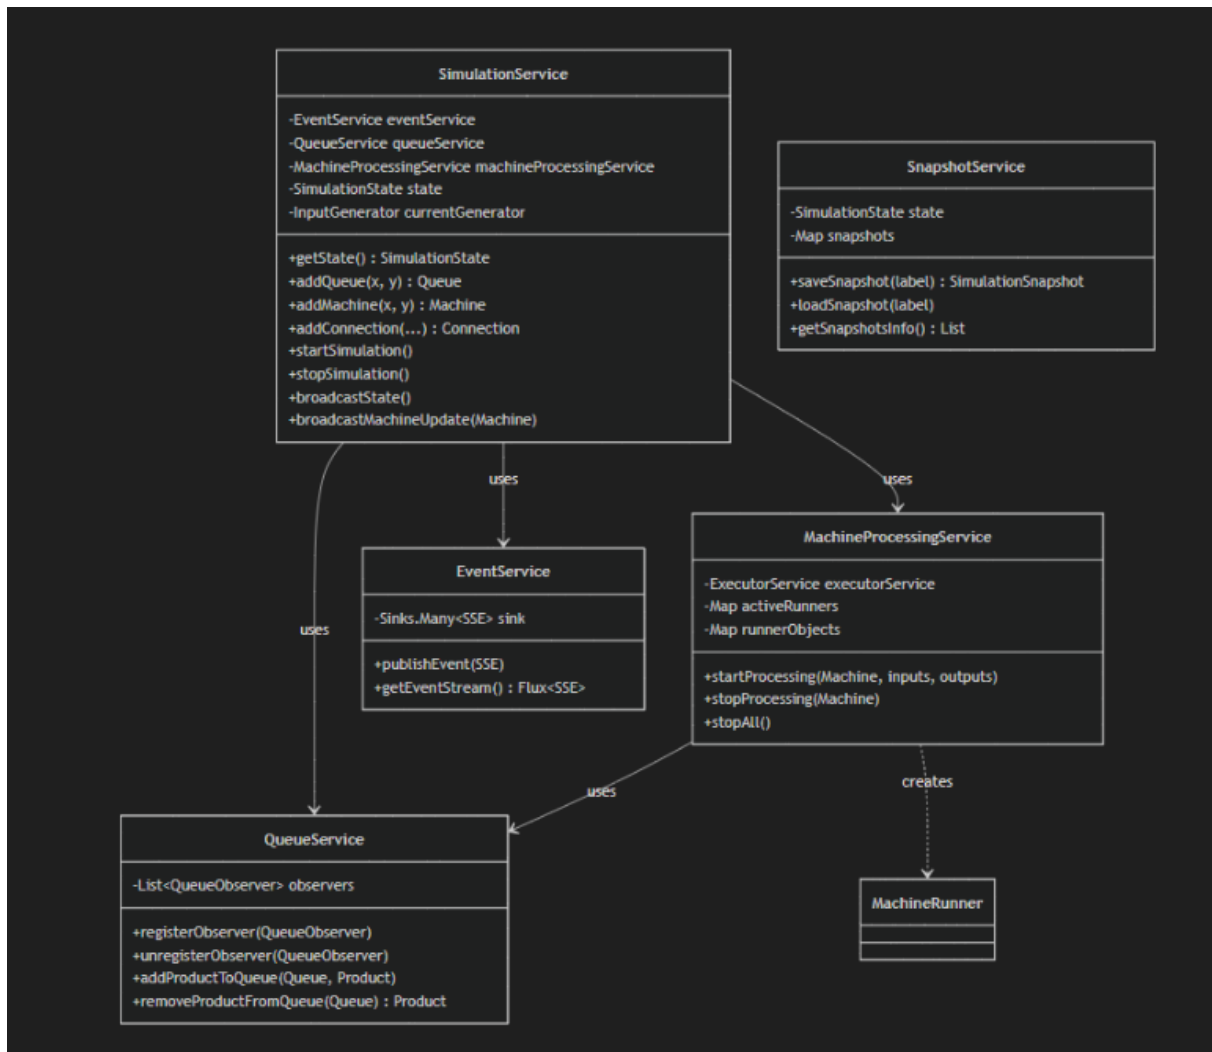 SimulationService
-EventService eventService
-QueueService queueService
-MachineProcessingService machineProcessingService
-SimulationState state
-InputGenerator currentGenerator
+getState() : SimulationState
+addQueue(x, y) : Queue
+addMachine(x, y) : Machine
+addConnection(...) : Connection
+startSimulation()
+stopSimulation()
+broadcastState()
+broadcastMachineUpdate(Machine)
SnapshotService
-SimulationState state
-Map snapshots
+saveSnapshot(label) : SimulationSnapshot
+loadSnapshot(label)
+getSnapshotsInfo() : List
uses
uses
uses
EventService
-Sinks.Many<SSE> sink
+publishEvent(SSE)
+getEventStream() : Flux<SSE>
MachineProcessingService
-ExecutorService executorService
-Map activeRunners
-Map runnerObjects
+startProcessing(Machine, inputs, outputs)
+stopProcessing(Machine)
+stopAll()
uses
creates
QueueService
-List<QueueObserver> observers
+registerObserver(QueueObserver)
+unregisterObserver(QueueObserver)
+addProductToQueue(Queue, Product)
+removeProductFromQueue(Queue) : Product
MachineRunner